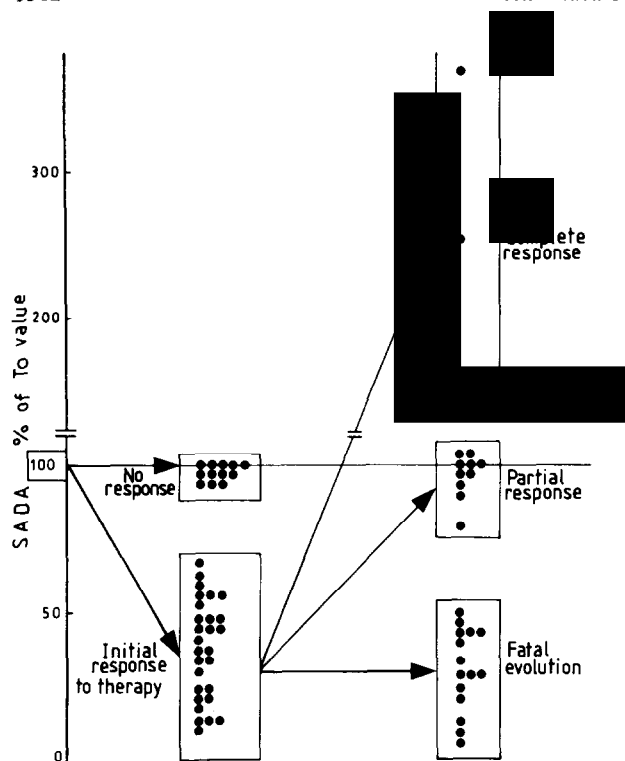 300
200
100
50
0
SADA % of To value
No
response
Initial
response
to therapy
response
Partial
response
Fatal
evolution